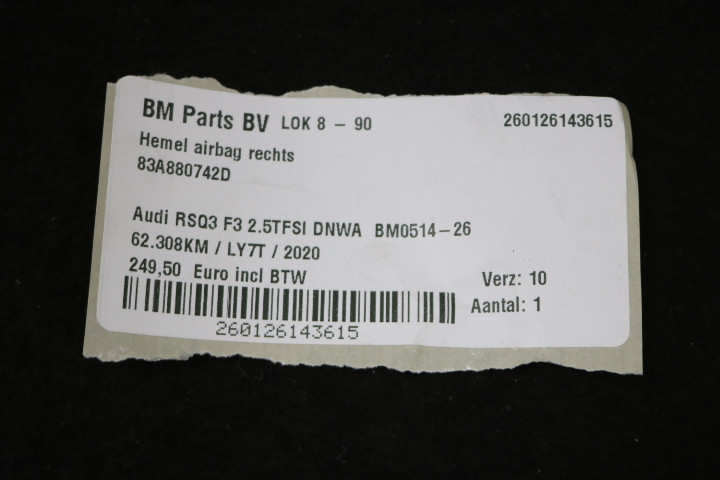 BM Parts BV LOK 8 - 90 260126143615
Hemel airbag rechts
83A880742D
Audi RSQ3 F3 2.5TFSI DNWA BM0514-26
62.308KM / LY7T / 2020
249,50 Euro incl BTW Verz: 10
Aantal: 1
260126143615